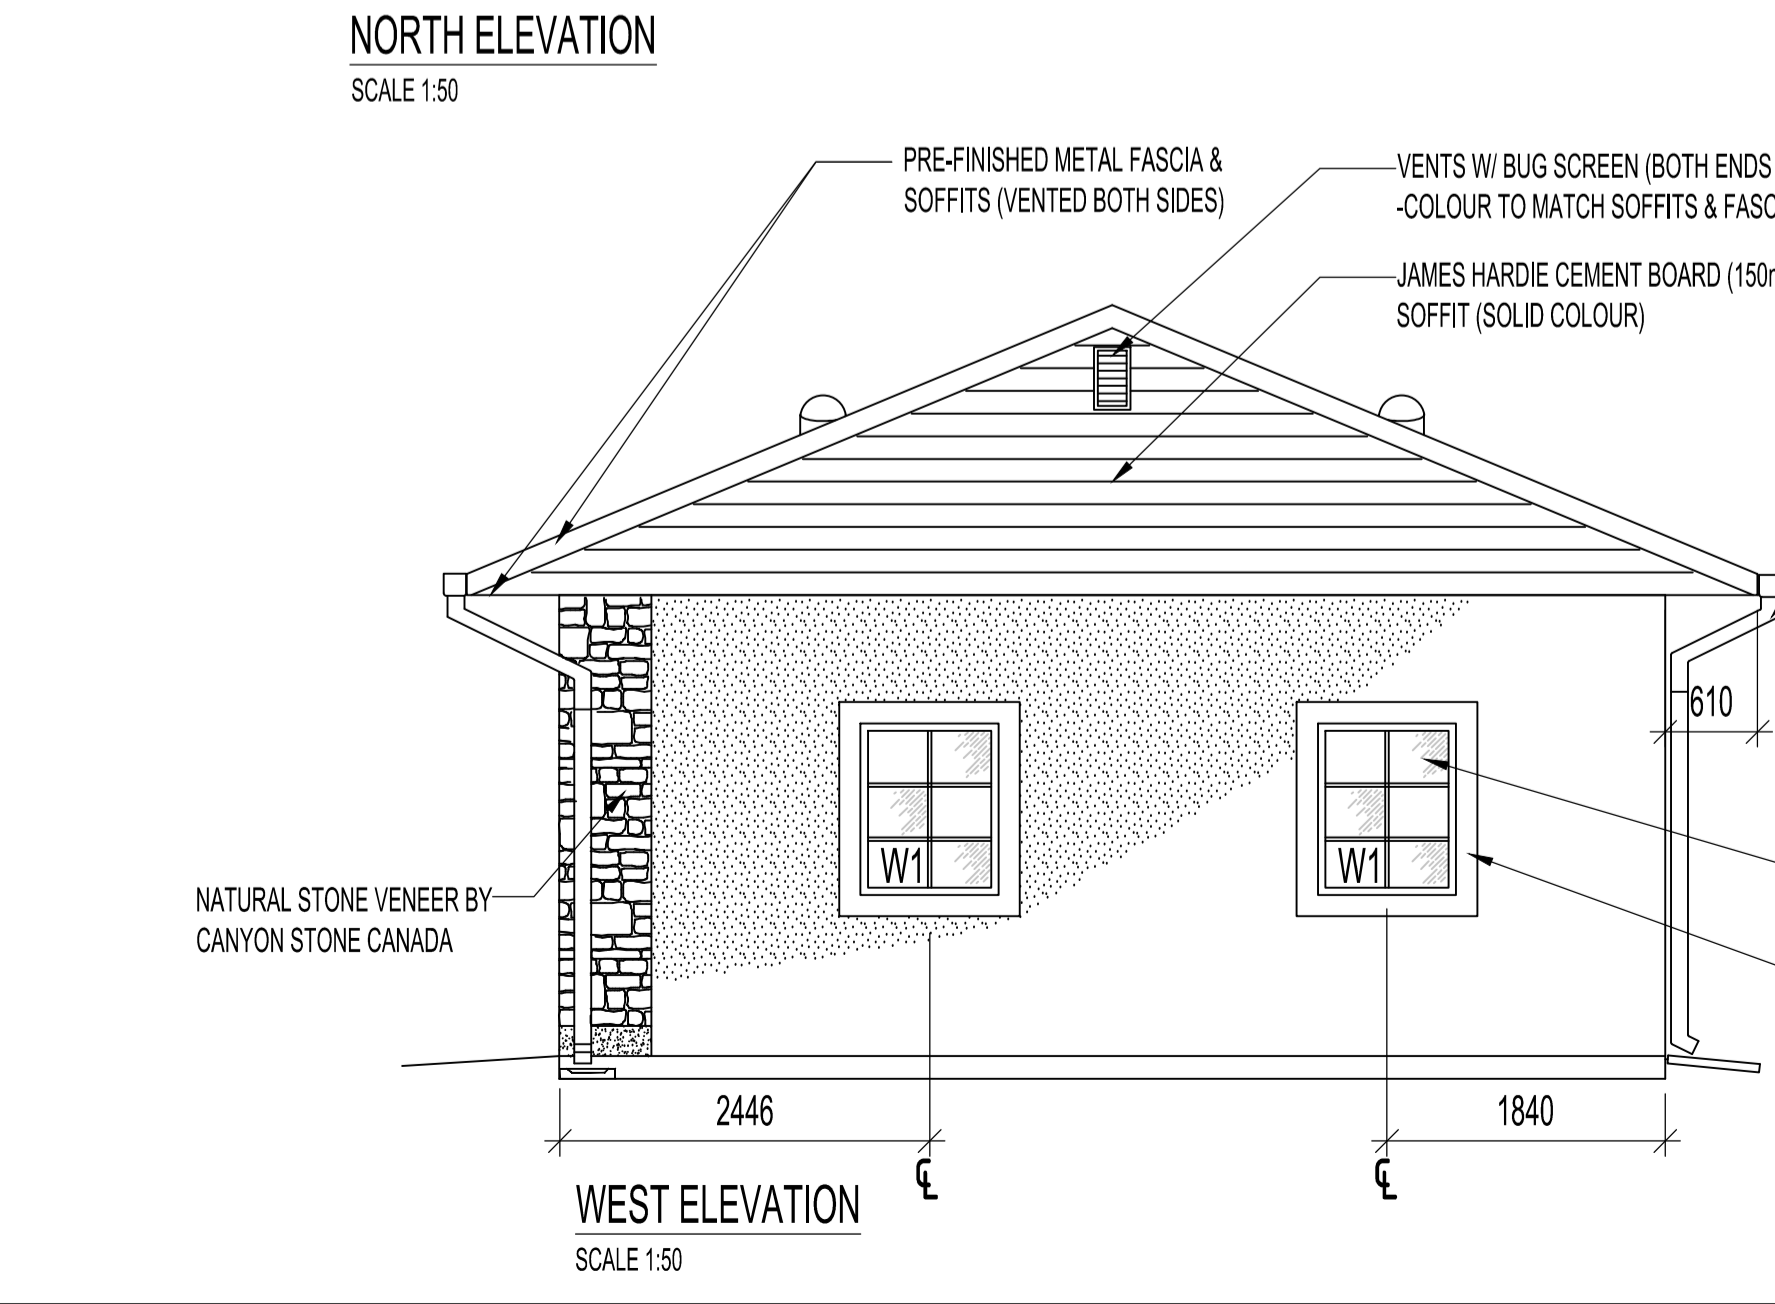 NORTH ELEVATION
SCALE 1:50
PRE-FINISHED METAL FASCIA &
SOFFITS (VENTED BOTH SIDES)
VENTS W/ BUG SCREEN (BOTH ENDS
-COLOUR TO MATCH SOFFITS &
JAMES HARDIE CEMENT BOARD
SOFFIT (SOLID COLOUR)
610
W1
W1
NATURAL STONE VENEER BY
CANYON STONE CANADA
2446
1840
℄
℄
WEST ELEVATION
SCALE 1:50